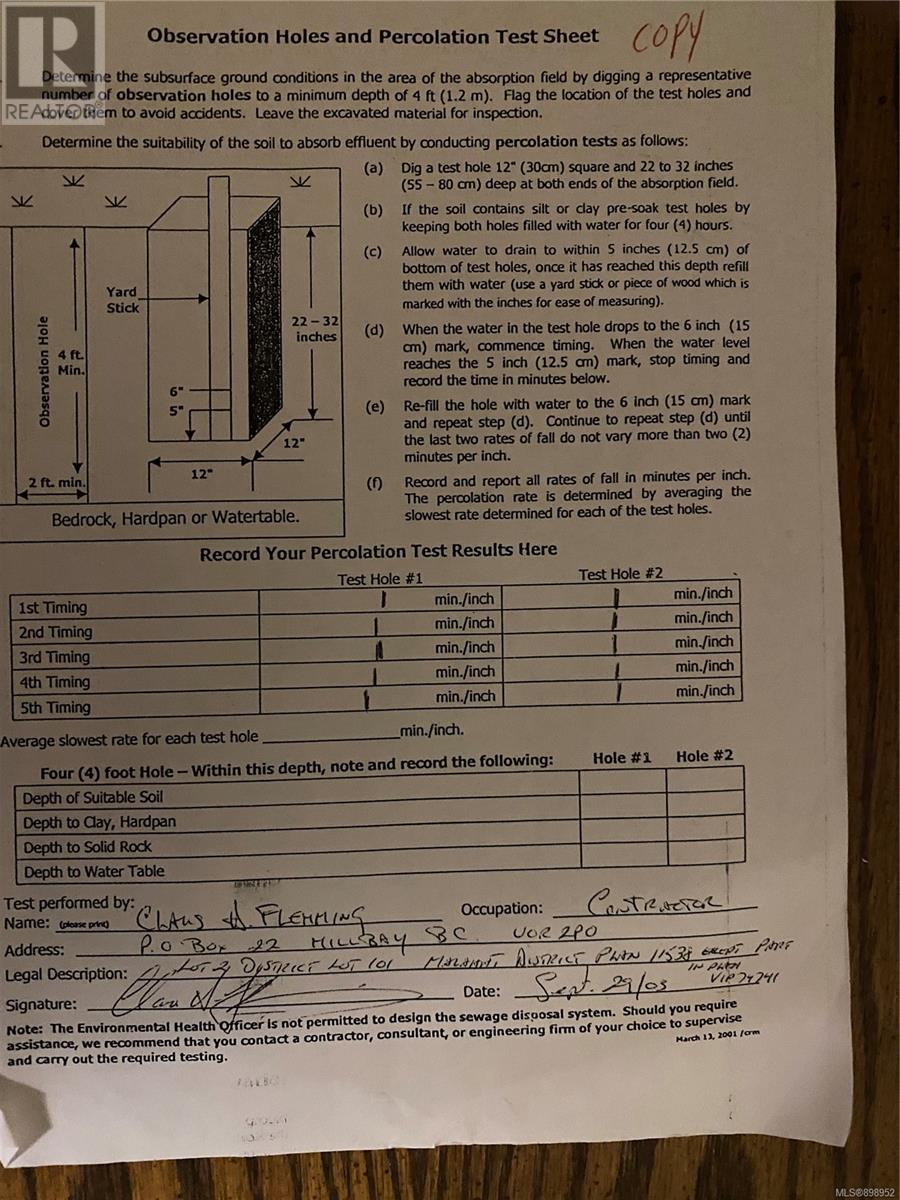 Observation Holes and Percolation Test Sheet
COPY
REALTOR®
Determine the subsurface ground conditions in the area of the absorption field by digging a representative
number of observation holes to a minimum depth of 4 ft (1.2 m). Flag the location of the test holes and
cover them to avoid accidents. Leave the excavated material for inspection.
Determine the suitability of the soil to absorb effluent by conducting percolation tests as follows:
(a) Dig a test hole 12" (30cm) square and 22 to 32 inches
(55 – 80 cm) deep at both ends of the absorption field.
(b) If the soil contains silt or clay pre-soak test holes by
keeping both holes filled with water for four (4) hours.
(c) Allow water to drain to within 5 inches (12.5 cm) of
bottom of test holes, once it has reached this depth refill
them with water (use a yard stick or piece of wood which is
marked with the inches for ease of measuring).
(d) When the water in the test hole drops to the 6 inch (15
cm) mark, commence timing. When the water level
reaches the 5 inch (12.5 cm) mark, stop timing and
record the time in minutes below.
(e) Re-fill the hole with water to the 6 inch (15 cm) mark
and repeat step (d). Continue to repeat step (d) until
the last two rates of fall do not vary more than two (2)
minutes per inch.
(f) Record and report all rates of fall in minutes per inch.
The percolation rate is determined by averaging the
slowest rate determined for each of the test holes.
Observation Hole
4 ft.
Min.
2 ft. min.
Yard
Stick
6"
5"
12"
12"
22 – 32
inches
Bedrock, Hardpan or Watertable.
Record Your Percolation Test Results Here
Test Hole #1 Test Hole #2
1st Timing 1 min./inch 1 min./inch
2nd Timing 1 min./inch 1 min./inch
3rd Timing 1 min./inch 1 min./inch
4th Timing 1 min./inch 1 min./inch
5th Timing 1 min./inch 1 min./inch
Average slowest rate for each test hole min./inch.
Four (4) foot Hole – Within this depth, note and record the following: Hole #1 Hole #2
Depth of Suitable Soil
Depth to Clay, Hardpan
Depth to Solid Rock
Depth to Water Table
Test performed by:
Name: (please print) CLAUS A. FLEMMING Occupation: CONTRACTOR
Address: P.O BOX 22 MILLBAY BC. VOR 2PO
Legal Description: LOT 2 DISTRICT LOT 101 MALAHAT DISTRICT PLAN 11538 EXCEPT PART
IN PLAN
VIP74741
Signature: Date: Sept. 29/03
Note: The Environmental Health Officer is not permitted to design the sewage disposal system. Should you require
assistance, we recommend that you contact a contractor, consultant, or engineering firm of your choice to supervise
and carry out the required testing.
March 13, 2001 /crm
MLS®898952